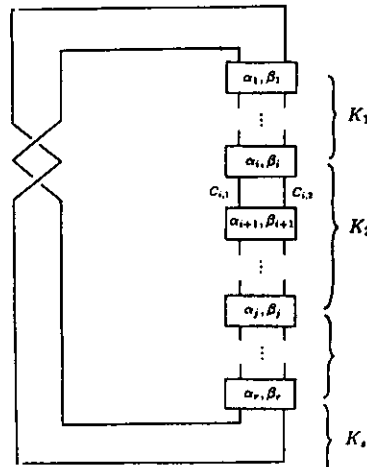 α₁, β₁
⋮
K₁
αᵢ, βᵢ
Cᵢ,₁ Cᵢ,₂
αᵢ₊₁, βᵢ₊₁
K₂
⋮
αⱼ, βⱼ
⋮
αᵣ, βᵣ
Kₛ